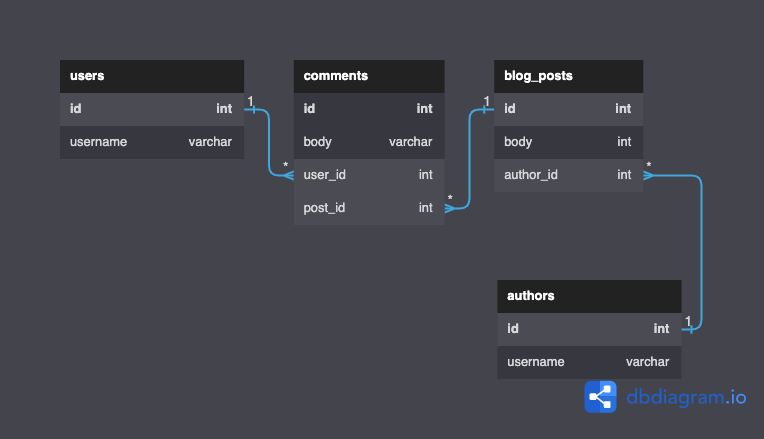 users
id int
username varchar
comments
id int
body varchar
user_id int
post_id int
blog_posts
id int
body int
author_id int
authors
id int
username varchar
1
*
1
*
*
1
dbdiagram.io